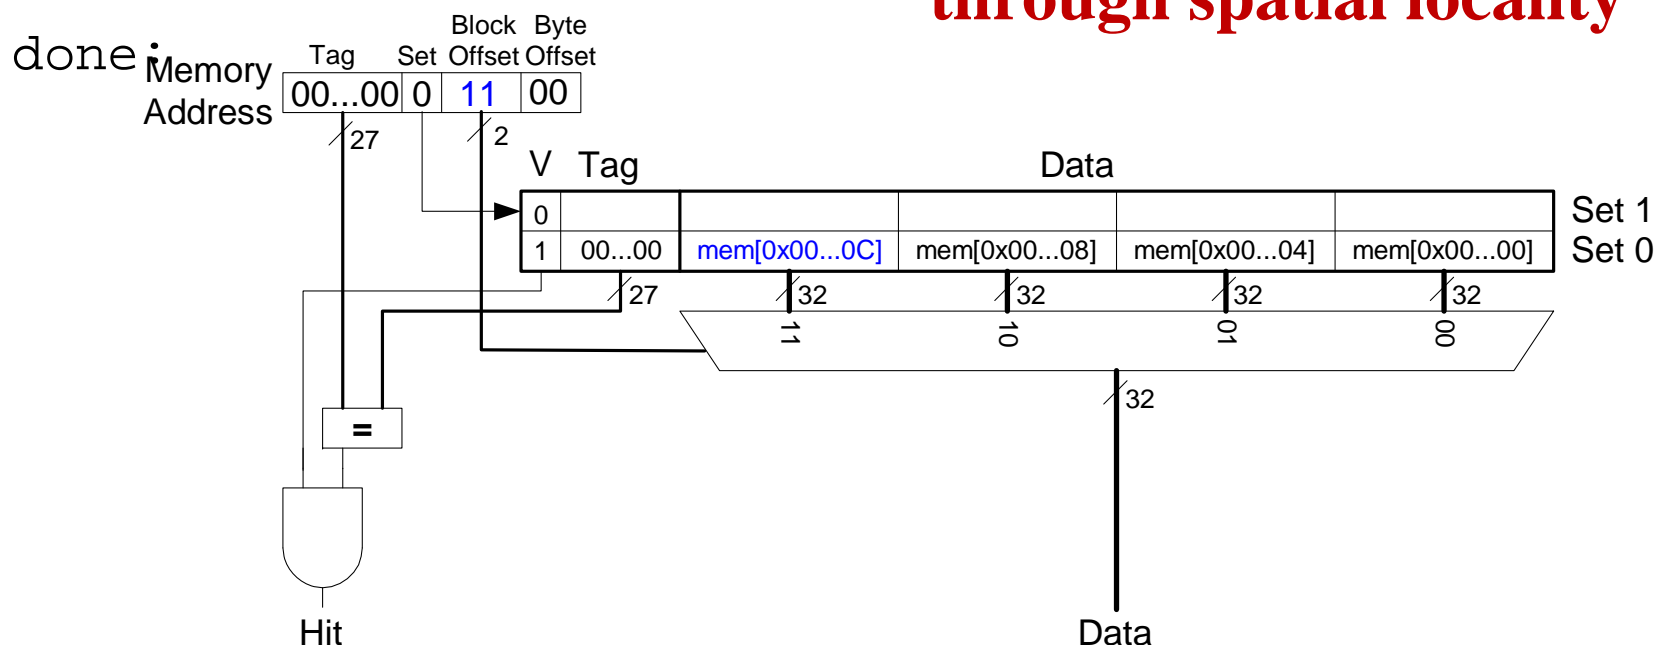 through spatial locality
done:
Block Byte
Tag Set Offset Offset
Memory Address
00...00 0 11 00
27 2
V Tag Data
0 Set 1
1 00...00 mem[0x00...0C] mem[0x00...08] mem[0x00...04] mem[0x00...00] Set 0
27 32 32 32 32
11 10 01 00
32
=
Hit Data